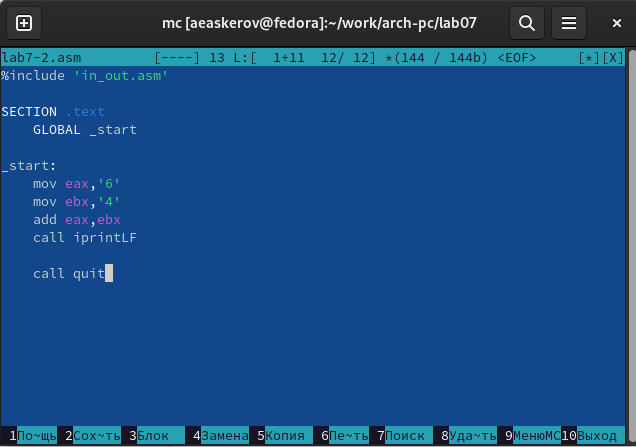 mc [aeaskerov@fedora]:~/work/arch-pc/lab07
lab7-2.asm [----] 13 L:[ 1+11 12/ 12] *(144 / 144b) <EOF> [*][X]
%include 'in_out.asm'
SECTION .text
GLOBAL _start
_start:
mov eax,'6'
mov ebx,'4'
add eax,ebx
call iprintLF
call quit
1По~щь 2Сох~ть 3Блок 4Замена 5Копия 6Пе~ть 7Поиск 8Уда~ть 9МенюMC 10Выход